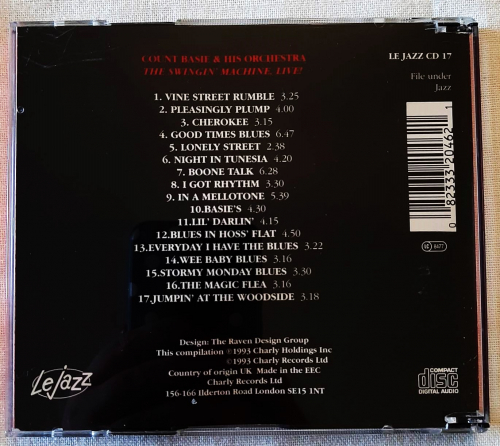 COUNT BASIE & HIS ORCHESTRA
THE SWINGIN' MACHINE, LIVE!
LE JAZZ CD 17
File under
Jazz
1. VINE STREET RUMBLE 3.25
2. PLEASINGLY PLUMP 4.00
3. CHEROKEE 3.15
4. GOOD TIMES BLUES 6.47
5. LONELY STREET 2.38
6. NIGHT IN TUNESIA 4.20
7. BOONE TALK 6.28
8. I GOT RHYTHM 3.30
9. IN A MELLOTONE 5.39
10.BASIE'S 4.30
11.LIL' DARLIN' 4.15
12.BLUES IN HOSS' FLAT 4.50
13.EVERYDAY I HAVE THE BLUES 3.22
14.WEE BABY BLUES 3.16
15.STORMY MONDAY BLUES 3.30
16.THE MAGIC FLEA 3.16
17.JUMPIN' AT THE WOODSIDE 3.18
0 82333 20462 1
8477
Design: The Raven Design Group
This compilation ℗1993 Charly Holdings Inc
©1993 Charly Records Ltd
Country of origin UK Made in the EEC
Charly Records Ltd
156-166 Ilderton Road London SE15 1NT
Le Jazz
COMPACT
disc
DIGITAL AUDIO